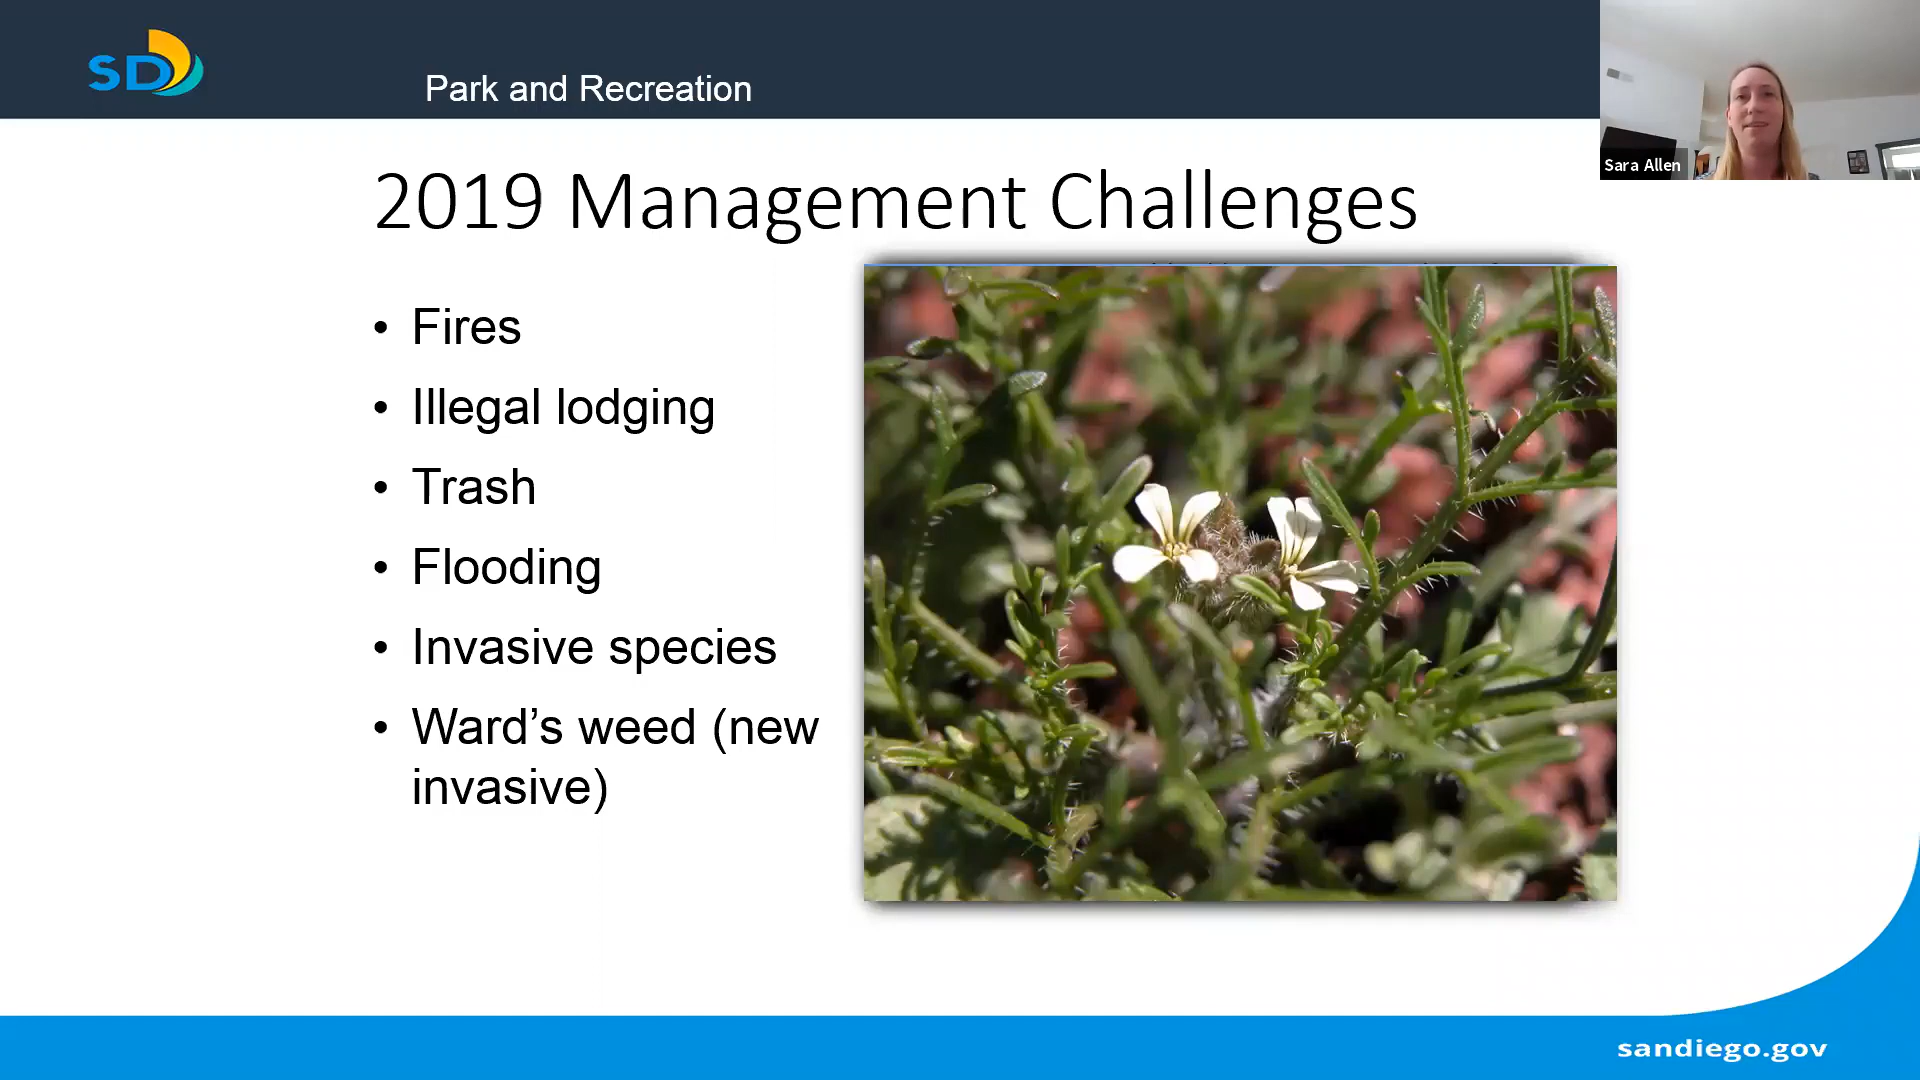 SD
Park and Recreation
Sara Allen
2019 Management Challenges
• Fires
• Illegal lodging
• Trash
• Flooding
• Invasive species
• Ward’s weed (new
invasive)
sandiego.gov